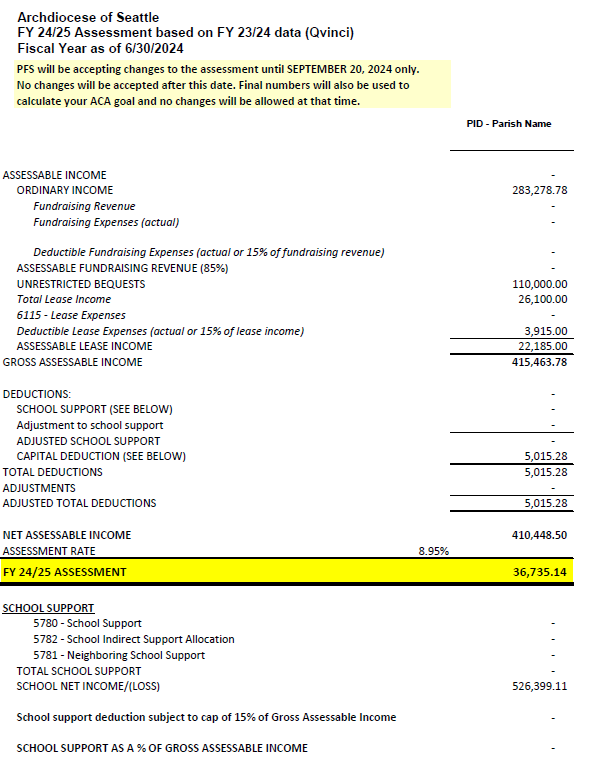 Archdiocese of Seattle
FY 24/25 Assessment based on FY 23/24 data (Qvinci)
Fiscal Year as of 6/30/2024
PFS will be accepting changes to the assessment until SEPTEMBER 20, 2024 only.
No changes will be accepted after this date. Final numbers will also be used to
calculate your ACA goal and no changes will be allowed at that time.
PID - Parish Name
ASSESSABLE INCOME -
ORDINARY INCOME 283,278.78
Fundraising Revenue -
Fundraising Expenses (actual) -
Deductible Fundraising Expenses (actual or 15% of fundraising revenue) -
ASSESSABLE FUNDRAISING REVENUE (85%) -
UNRESTRICTED BEQUESTS 110,000.00
Total Lease Income 26,100.00
6115 - Lease Expenses -
Deductible Lease Expenses (actual or 15% of lease income) 3,915.00
ASSESSABLE LEASE INCOME 22,185.00
GROSS ASSESSABLE INCOME 415,463.78
DEDUCTIONS: -
SCHOOL SUPPORT (SEE BELOW) -
Adjustment to school support -
ADJUSTED SCHOOL SUPPORT -
CAPITAL DEDUCTION (SEE BELOW) 5,015.28
TOTAL DEDUCTIONS 5,015.28
ADJUSTMENTS -
ADJUSTED TOTAL DEDUCTIONS 5,015.28
NET ASSESSABLE INCOME 410,448.50
ASSESSMENT RATE 8.95%
FY 24/25 ASSESSMENT 36,735.14
SCHOOL SUPPORT
5780 - School Support -
5782 - School Indirect Support Allocation -
5781 - Neighboring School Support -
TOTAL SCHOOL SUPPORT -
SCHOOL NET INCOME/(LOSS) 526,399.11
School support deduction subject to cap of 15% of Gross Assessable Income -
SCHOOL SUPPORT AS A % OF GROSS ASSESSABLE INCOME -